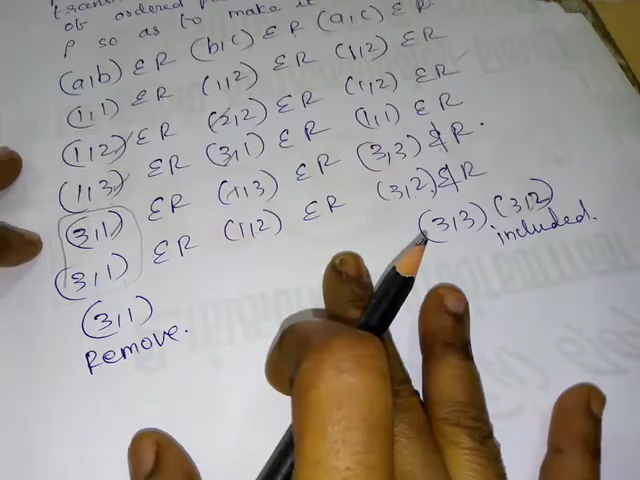 of ordered
P so as to make it
(a,b) ∈ R (b,c) ∈ R (a,c) ∈ R
(1,1) ∈ R (1,2) ∈ R (1,2) ∈ R
(1,2) ∈ R (2,2) ∈ R (1,2) ∈ R
(1,3) ∈ R (3,1) ∈ R (1,1) ∈ R
(3,1) ∈ R (1,3) ∈ R (3,3) ∉ R.
(3,1) ∈ R (1,2) ∈ R (3,2) ∉ R
(3,3) (3,2)
included.
(3,1)
Remove.